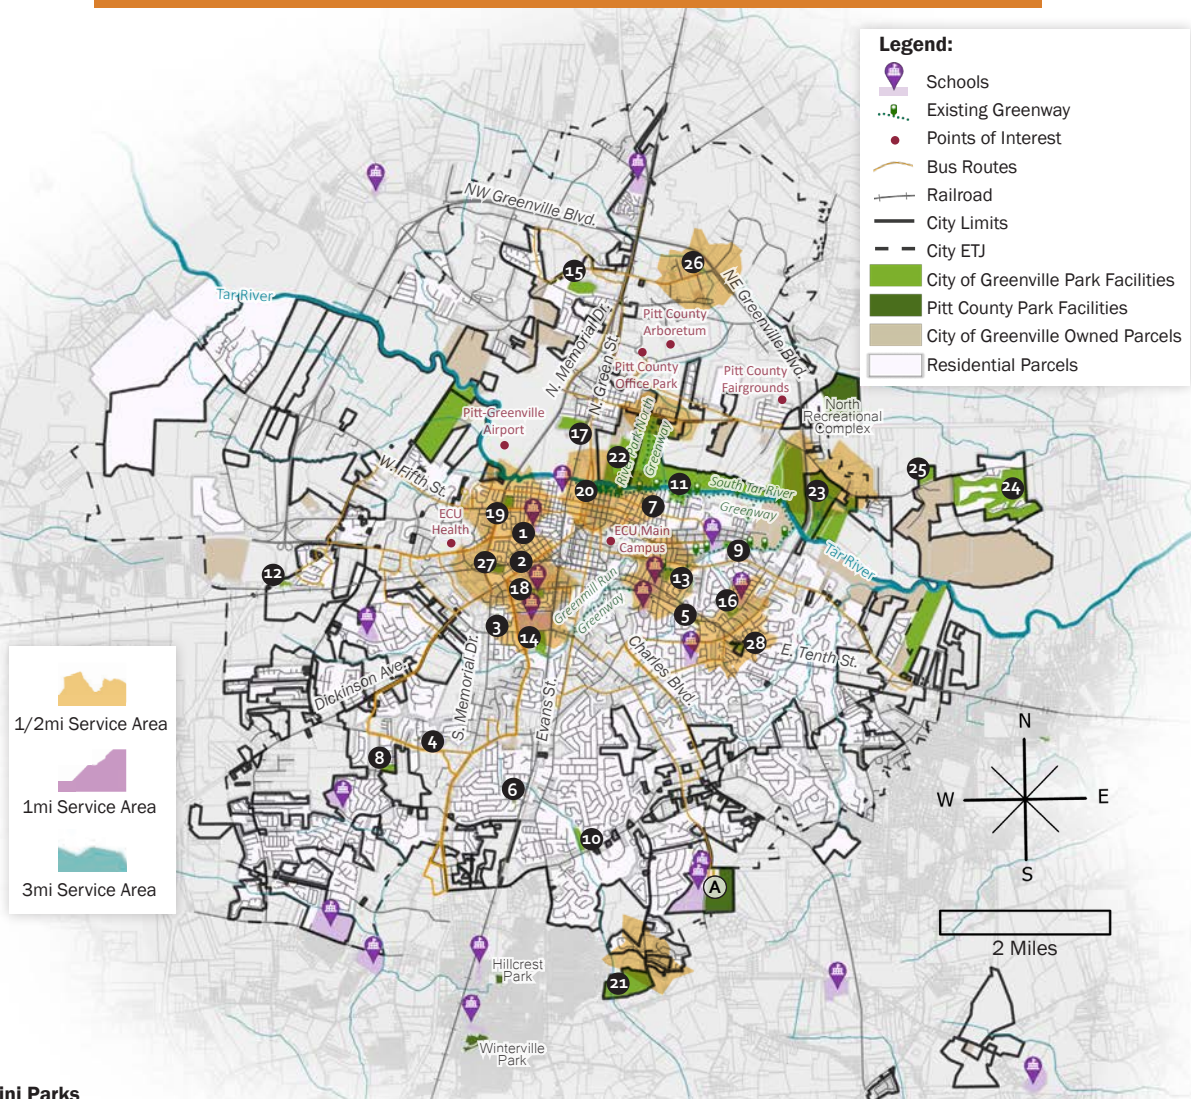 Legend:
Schools
Existing Greenway
Points of Interest
Bus Routes
Railroad
City Limits
City ETJ
City of Greenville Park Facilities
Pitt County Park Facilities
City of Greenville Owned Parcels
Residential Parcels
NW Greenville Blvd.
26
15
NE Greenville Blvd.
Tar River
N. Memorial Dr.
N. Green St.
Pitt County
Arboretum
Pitt County
Office Park
Pitt County
Fairgrounds
North
Recreational
Complex
Pitt-Greenville
Airport
17
River Park North
Greenway
22
W. Fifth St.
25
24
20
11
South Tar River
Greenway
23
19
7
ECU
Health
1
ECU Main
Campus
9
Tar River
27
2
12
13
18
Greenmill Run
Greenway
16
5
3
14
28
E. Tenth St.
Charles Blvd.
Dickinson Ave.
S. Memorial Dr.
Evans St.
4
8
6
10
A
1/2mi Service Area
1mi Service Area
3mi Service Area
N
W
E
S
2 Miles
Hillcrest
Park
21
Winterville
Park
ini Parks